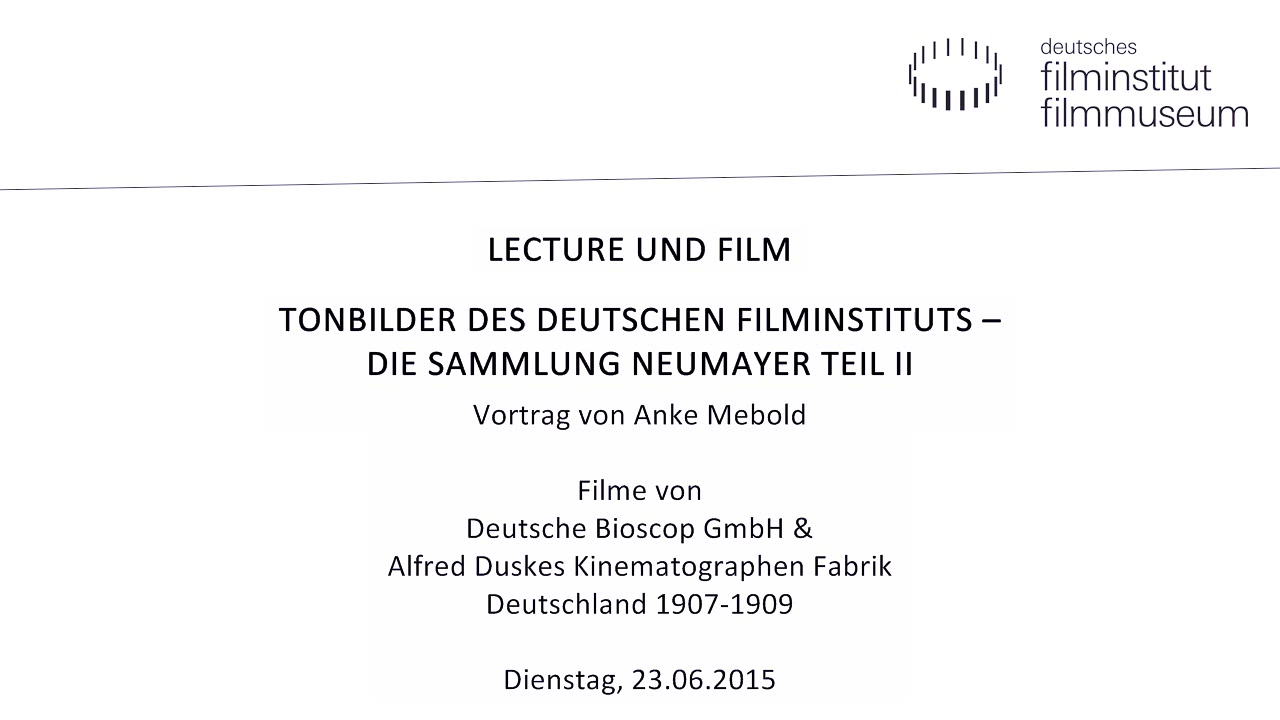 deutsches
filminstitut
filmmuseum
LECTURE UND FILM
TONBILDER DES DEUTSCHEN FILMINSTITUTS –
DIE SAMMLUNG NEUMAYER TEIL II
Vortrag von Anke Mebold
Filme von
Deutsche Bioscop GmbH &
Alfred Duskes Kinematographen Fabrik
Deutschland 1907-1909
Dienstag, 23.06.2015